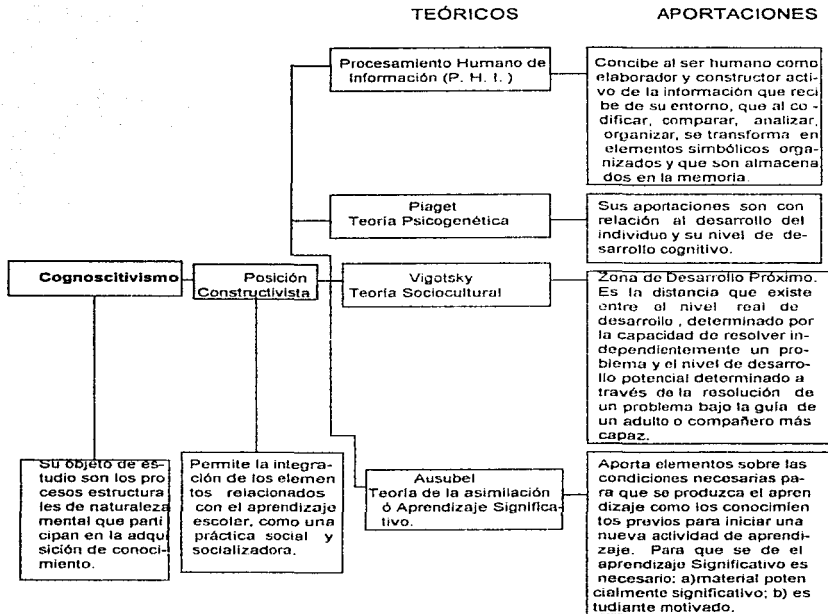 TEÓRICOS
APORTACIONES
Procesamiento Humano de
Información (P. H. I. )
Concibe al ser humano como
elaborador y constructor acti
vo de la información que reci
be de su entorno, que al co -
dificar, comparar, analizar,
organizar, se transforma en
elementos simbólicos orga-
nizados y que son almacena
dos en la memoria.
Piaget
Teoría Psicogenética
Sus aportaciones son con
relación al desarrollo del
individuo y su nivel de de-
sarrollo cognitivo.
Cognoscitivismo
Posición
Constructivista
Vigotsky
Teoría Sociocultural
Zona de Desarrollo Próximo.
Es la distancia que existe
entre el nivel real de
desarrollo , determinado por
la capacidad de resolver in-
dependientemente un pro-
blema y el nivel de desarro-
llo potencial determinado a
través de la resolución de
un problema bajo la guía de
un adulto o compañero más
capaz.
Su objeto de es-
tudio son los pro
cesos estructura
les de naturaleza
mental que parti
cipan en la adqui
sición de conoci-
miento.
Permite la integra-
ción de los elemen
tos relacionados
con el aprendizaje
escolar, como una
práctica social y
socializadora.
Ausubel
Teoría de la asimilación
ó Aprendizaje Significa-
tivo.
Aporta elementos sobre las
condiciones necesarias pa-
ra que se produzca el apren
dizaje como los conocimien
tos previos para iniciar una
nueva actividad de aprendi-
zaje. Para que se de el
aprendizaje Significativo es
necesario: a)material poten
cialmente significativo; b) es
tudiante motivado.